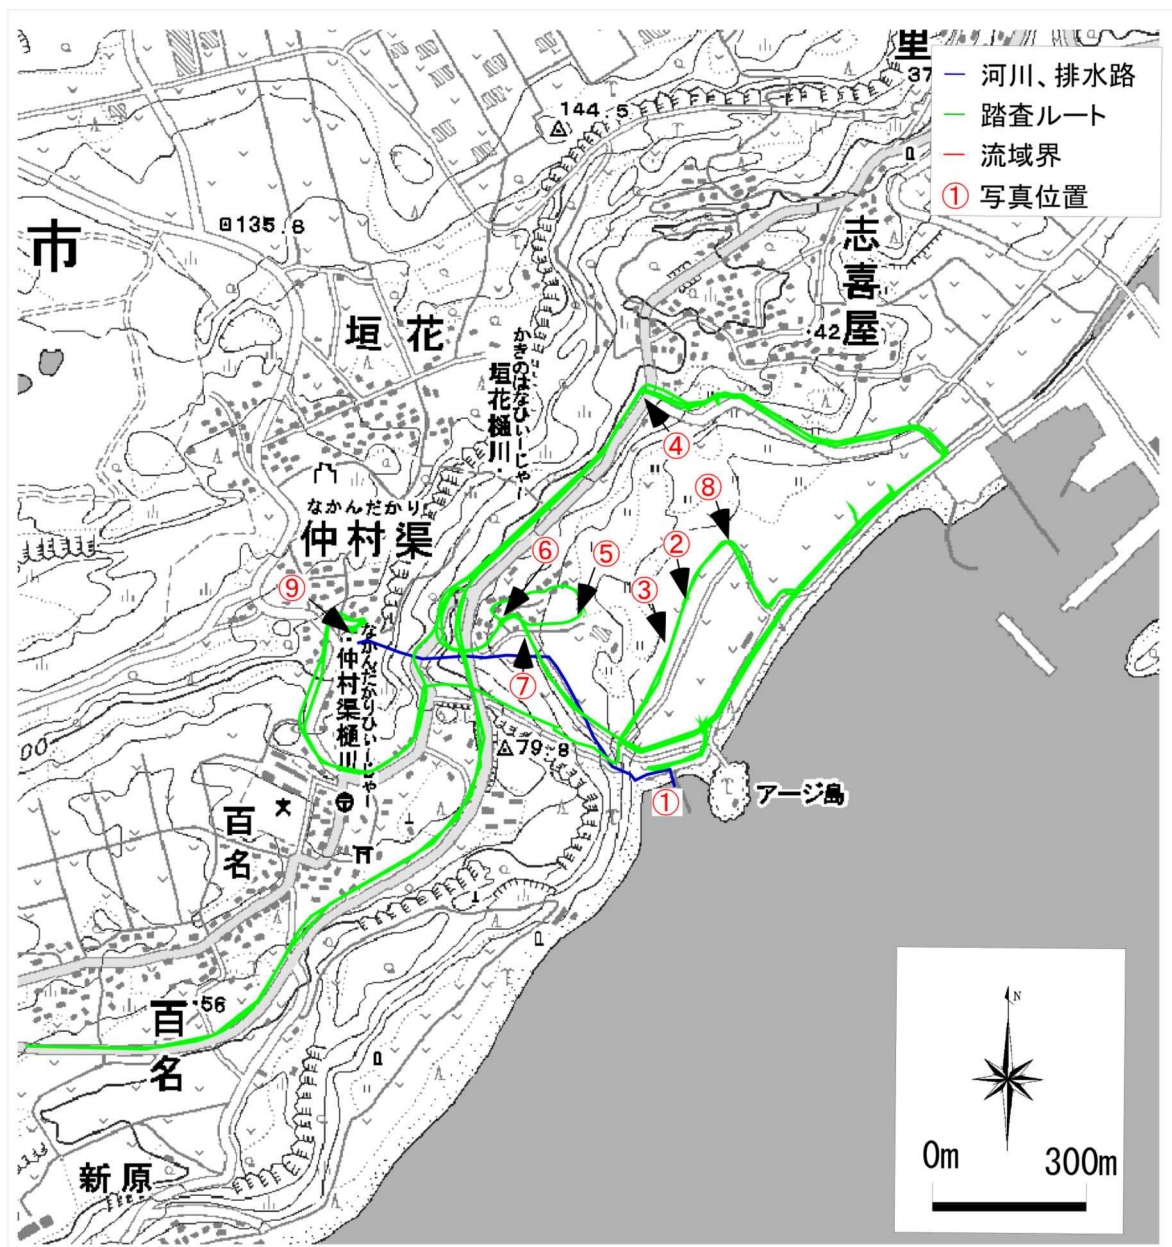 里
37
河川、排水路
踏査ルート
流域界
① 写真位置
144.5
135.8
市
志喜屋
垣花
42
かきのはなひぃーじゃー
垣花樋川
④
⑧
なかんだかり
仲村渠
⑥
⑤
②
③
⑨
⑦
なかんだかりひぃーじゃー
仲村渠樋川
79.8
①
アージ島
百名
56
百名
新原
N
0m
300m